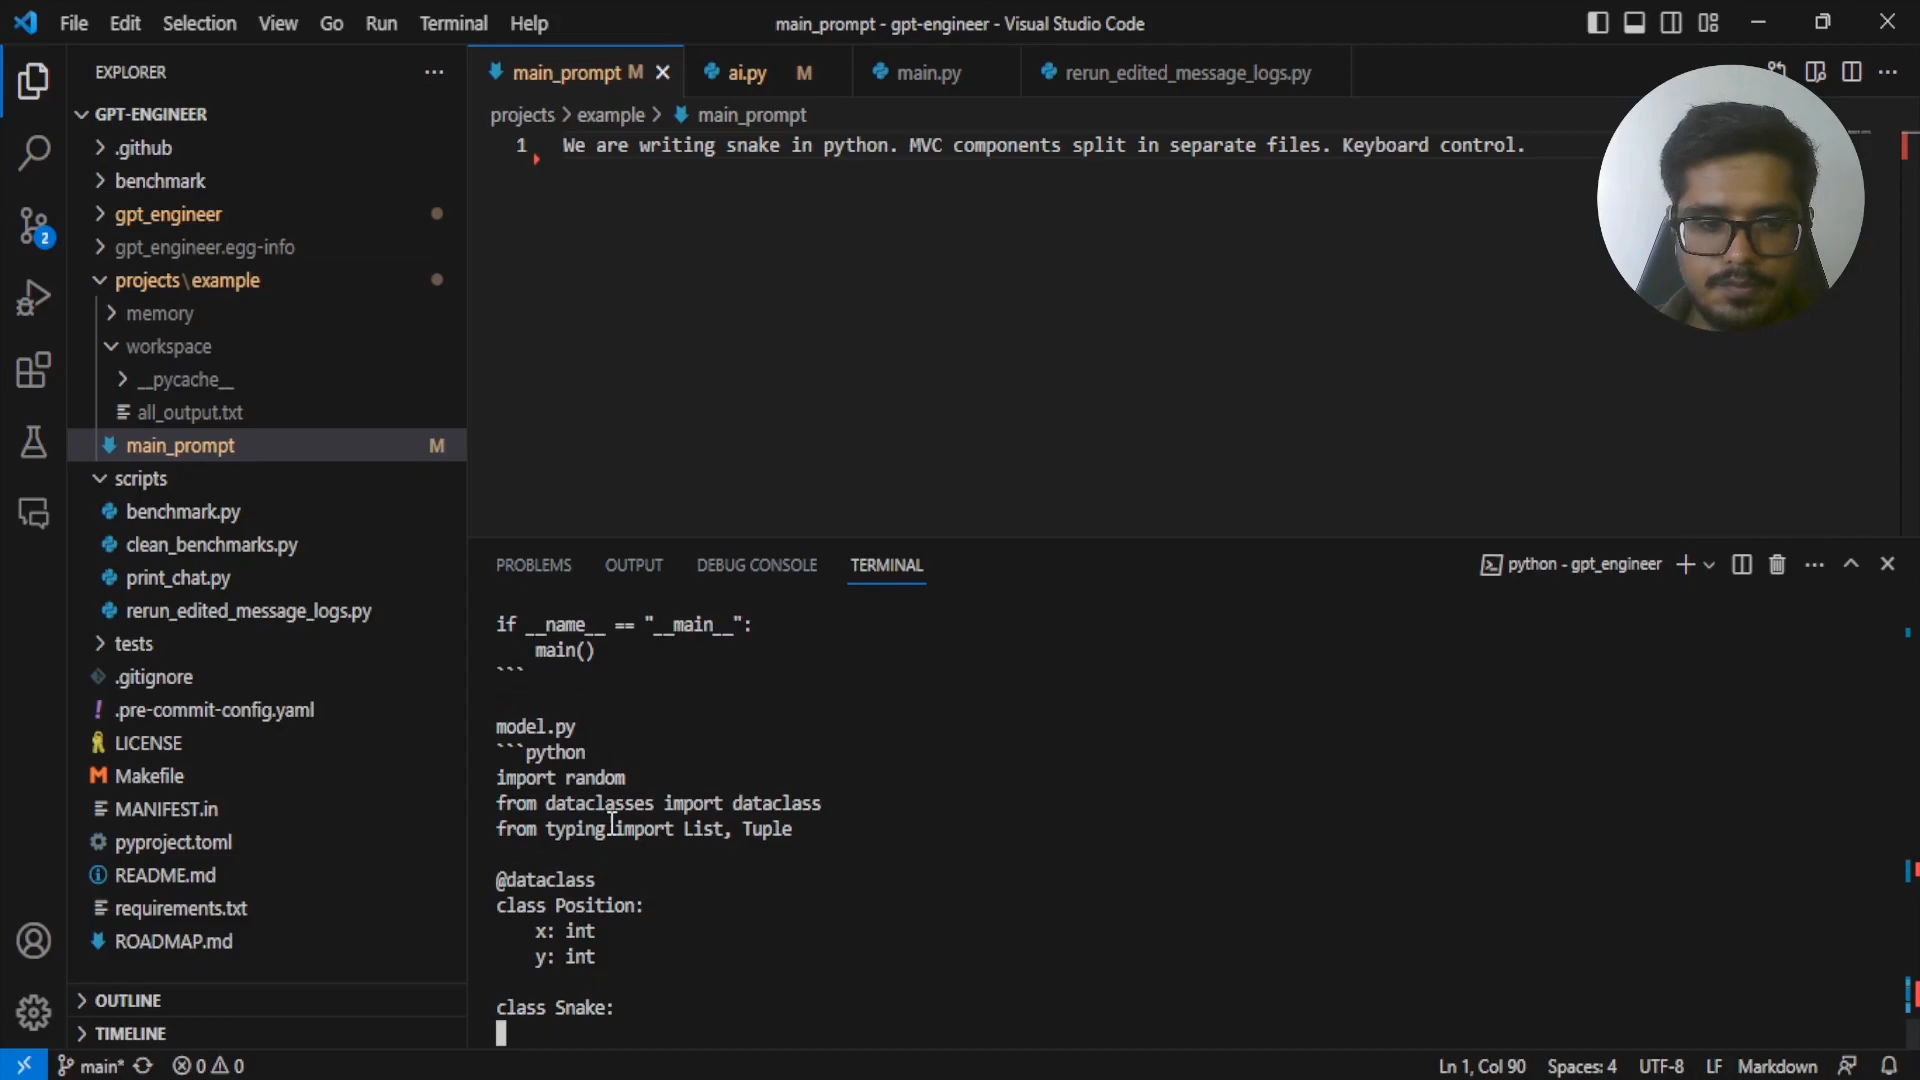 File Edit Selection View Go Run Terminal Help
main_prompt - gpt-engineer - Visual Studio Code
EXPLORER
GPT-ENGINEER
.github
benchmark
gpt_engineer
gpt_engineer.egg-info
projects\example
memory
workspace
__pycache__
all_output.txt
main_prompt M
scripts
benchmark.py
clean_benchmarks.py
print_chat.py
rerun_edited_message_logs.py
tests
.gitignore
.pre-commit-config.yaml
LICENSE
Makefile
MANIFEST.in
pyproject.toml
README.md
requirements.txt
ROADMAP.md
OUTLINE
TIMELINE
2
main_prompt M ai.py M main.py rerun_edited_message_logs.py
projects > example > main_prompt
1 We are writing snake in python. MVC components split in separate files. Keyboard control.
PROBLEMS OUTPUT DEBUG CONSOLE TERMINAL
python - gpt_engineer
if __name__ == "__main__":
main()
```
model.py
```python
import random
from dataclasses import dataclass
from typing import List, Tuple
@dataclass
class Position:
x: int
y: int
class Snake:
main* 0 0
Ln 1, Col 90 Spaces: 4 UTF-8 LF Markdown